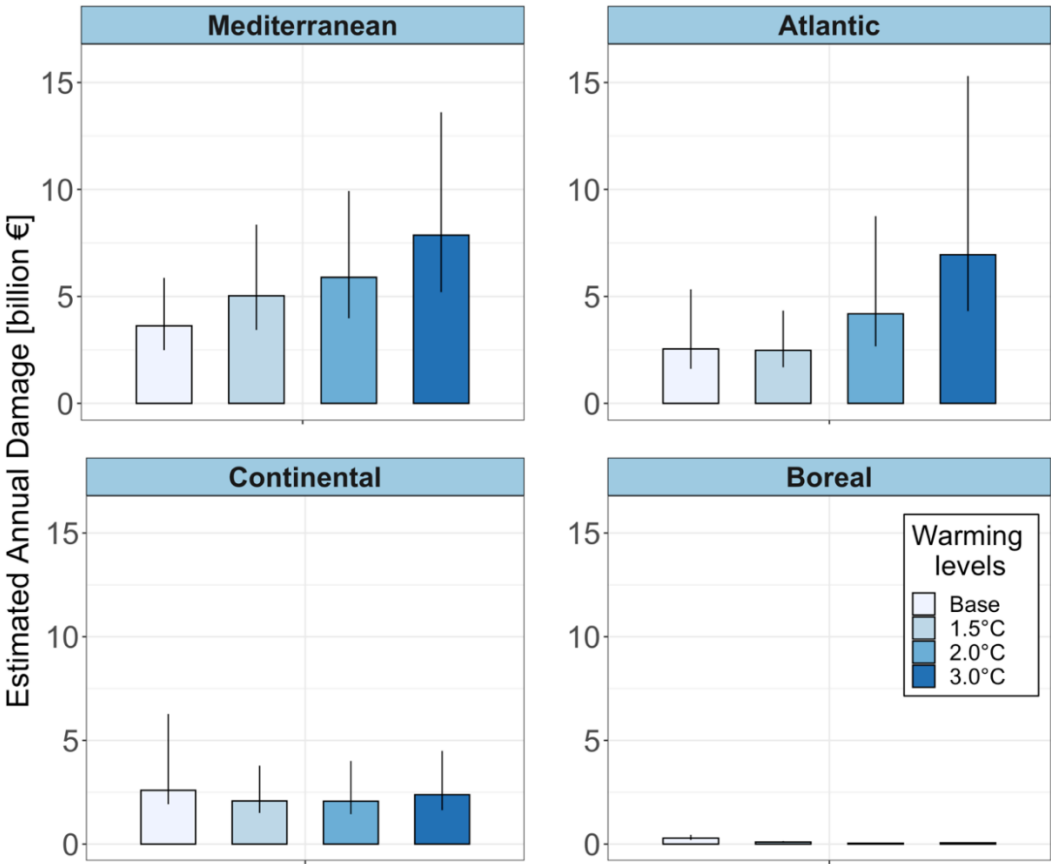 Mediterranean
Atlantic
Estimated Annual Damage [billion €]
15
10
5
0
15
10
5
0
Continental
Boreal
15
10
5
0
15
10
5
0
Warming
levels
Base
1.5°C
2.0°C
3.0°C